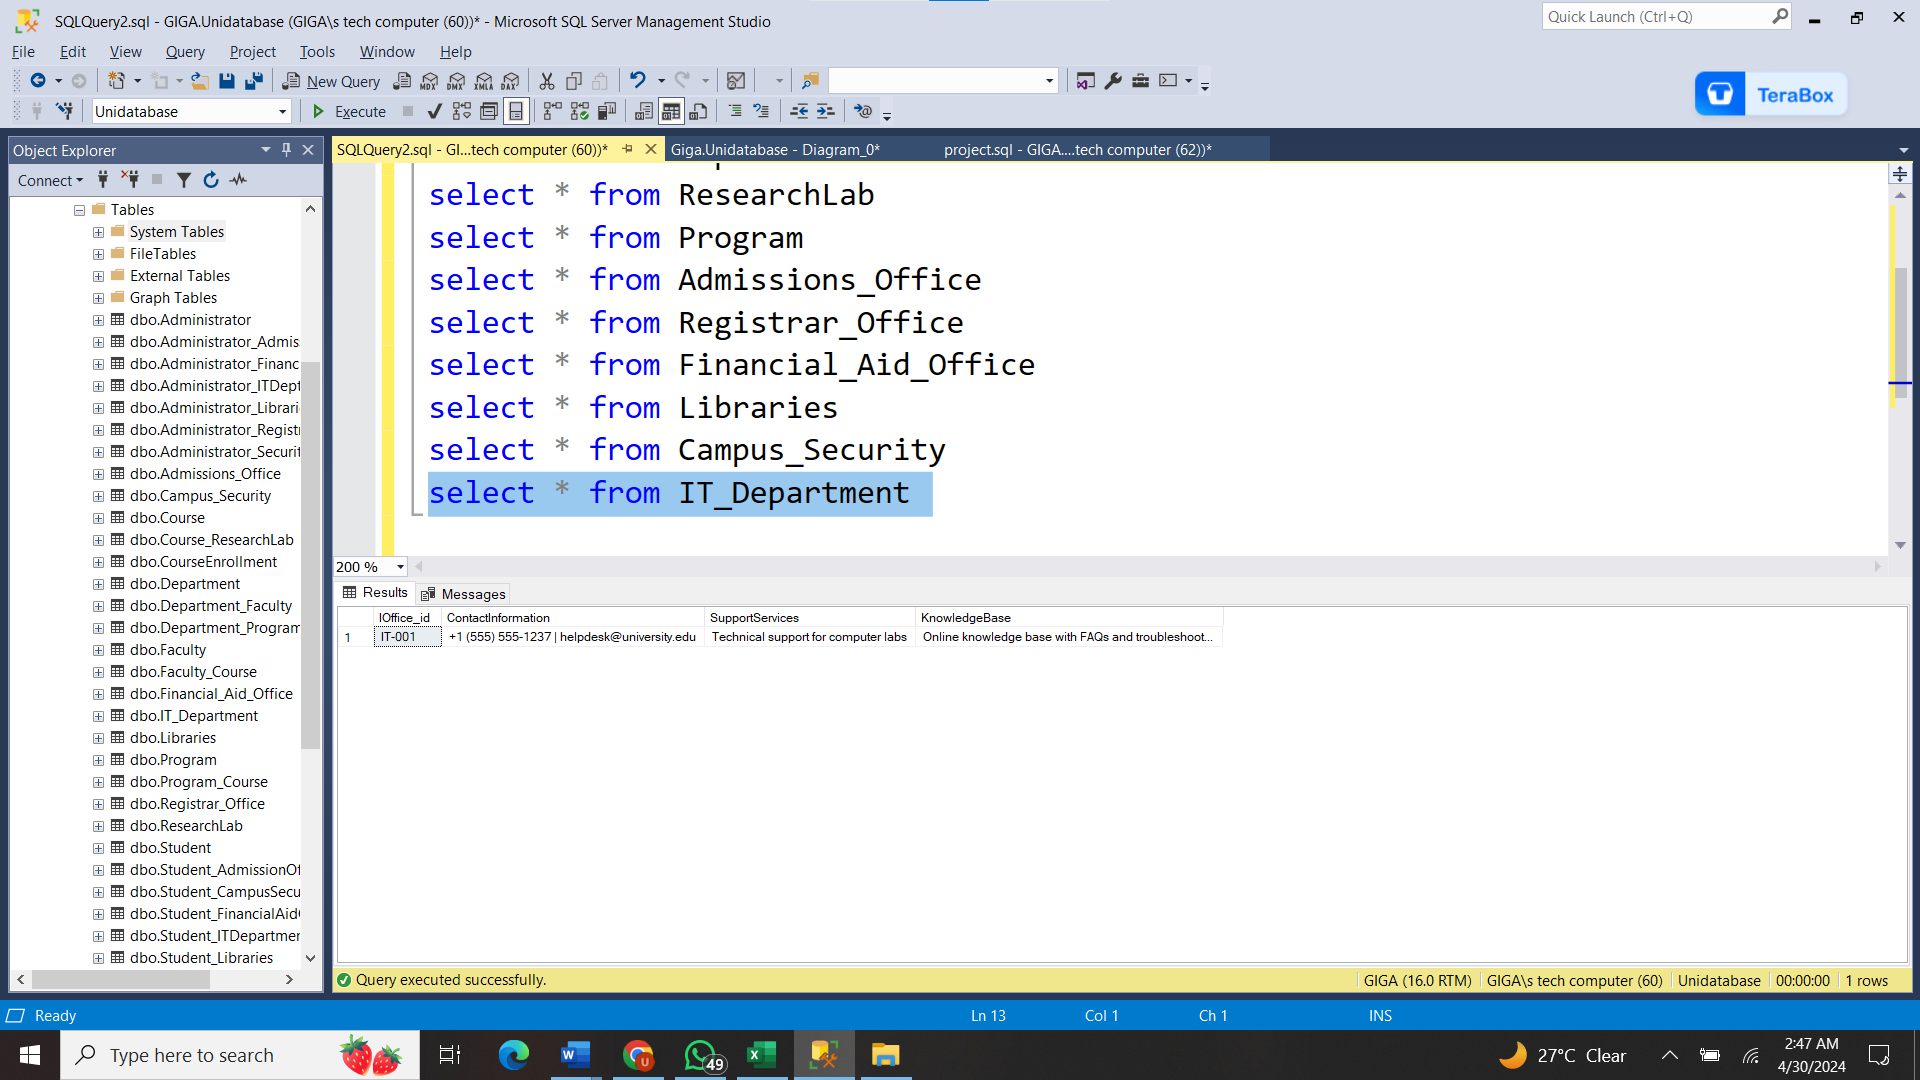 SQLQuery2.sql - GIGA.Unidatabase (GIGA\s tech computer (60))* - Microsoft SQL Server Management Studio
Quick Launch (Ctrl+Q)
File Edit View Query Project Tools Window Help
New Query MDX DMX XMLA DAX
TeraBox
Unidatabase Execute
Object Explorer
SQLQuery2.sql - GI...tech computer (60))* Giga.Unidatabase - Diagram_0* project.sql - GIGA....tech computer (62))*
Connect
Tables
System Tables
FileTables
External Tables
Graph Tables
dbo.Administrator
dbo.Administrator_Admis
dbo.Administrator_Financ
dbo.Administrator_ITDept
dbo.Administrator_Librari
dbo.Administrator_Registr
dbo.Administrator_Securit
dbo.Admissions_Office
dbo.Campus_Security
dbo.Course
dbo.Course_ResearchLab
dbo.CourseEnrollment
dbo.Department
dbo.Department_Faculty
dbo.Department_Program
dbo.Faculty
dbo.Faculty_Course
dbo.Financial_Aid_Office
dbo.IT_Department
dbo.Libraries
dbo.Program
dbo.Program_Course
dbo.Registrar_Office
dbo.ResearchLab
dbo.Student
dbo.Student_AdmissionOf
dbo.Student_CampusSecu
dbo.Student_FinancialAid
dbo.Student_ITDepartmer
dbo.Student_Libraries
select * from ResearchLab
select * from Program
select * from Admissions_Office
select * from Registrar_Office
select * from Financial_Aid_Office
select * from Libraries
select * from Campus_Security
select * from IT_Department
200 %
Results Messages
IOffice_id ContactInformation SupportServices KnowledgeBase
1 IT-001 +1 (555) 555-1237 | helpdesk@university.edu Technical support for computer labs Online knowledge base with FAQs and troubleshoot...
Query executed successfully. GIGA (16.0 RTM) GIGA\s tech computer (60) Unidatabase 00:00:00 1 rows
Ready Ln 13 Col 1 Ch 1 INS
Type here to search 49 27°C Clear 2:47 AM
4/30/2024